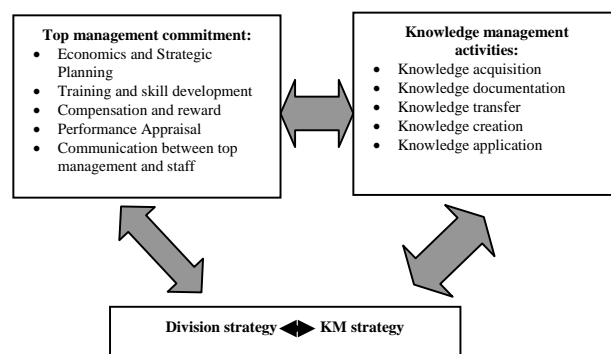 Top management commitment:
• Economics and Strategic
Planning
• Training and skill development
• Compensation and reward
• Performance Appraisal
• Communication between top
management and staff
Knowledge management
activities:
• Knowledge acquisition
• Knowledge documentation
• Knowledge transfer
• Knowledge creation
• Knowledge application
Division strategy KM strategy